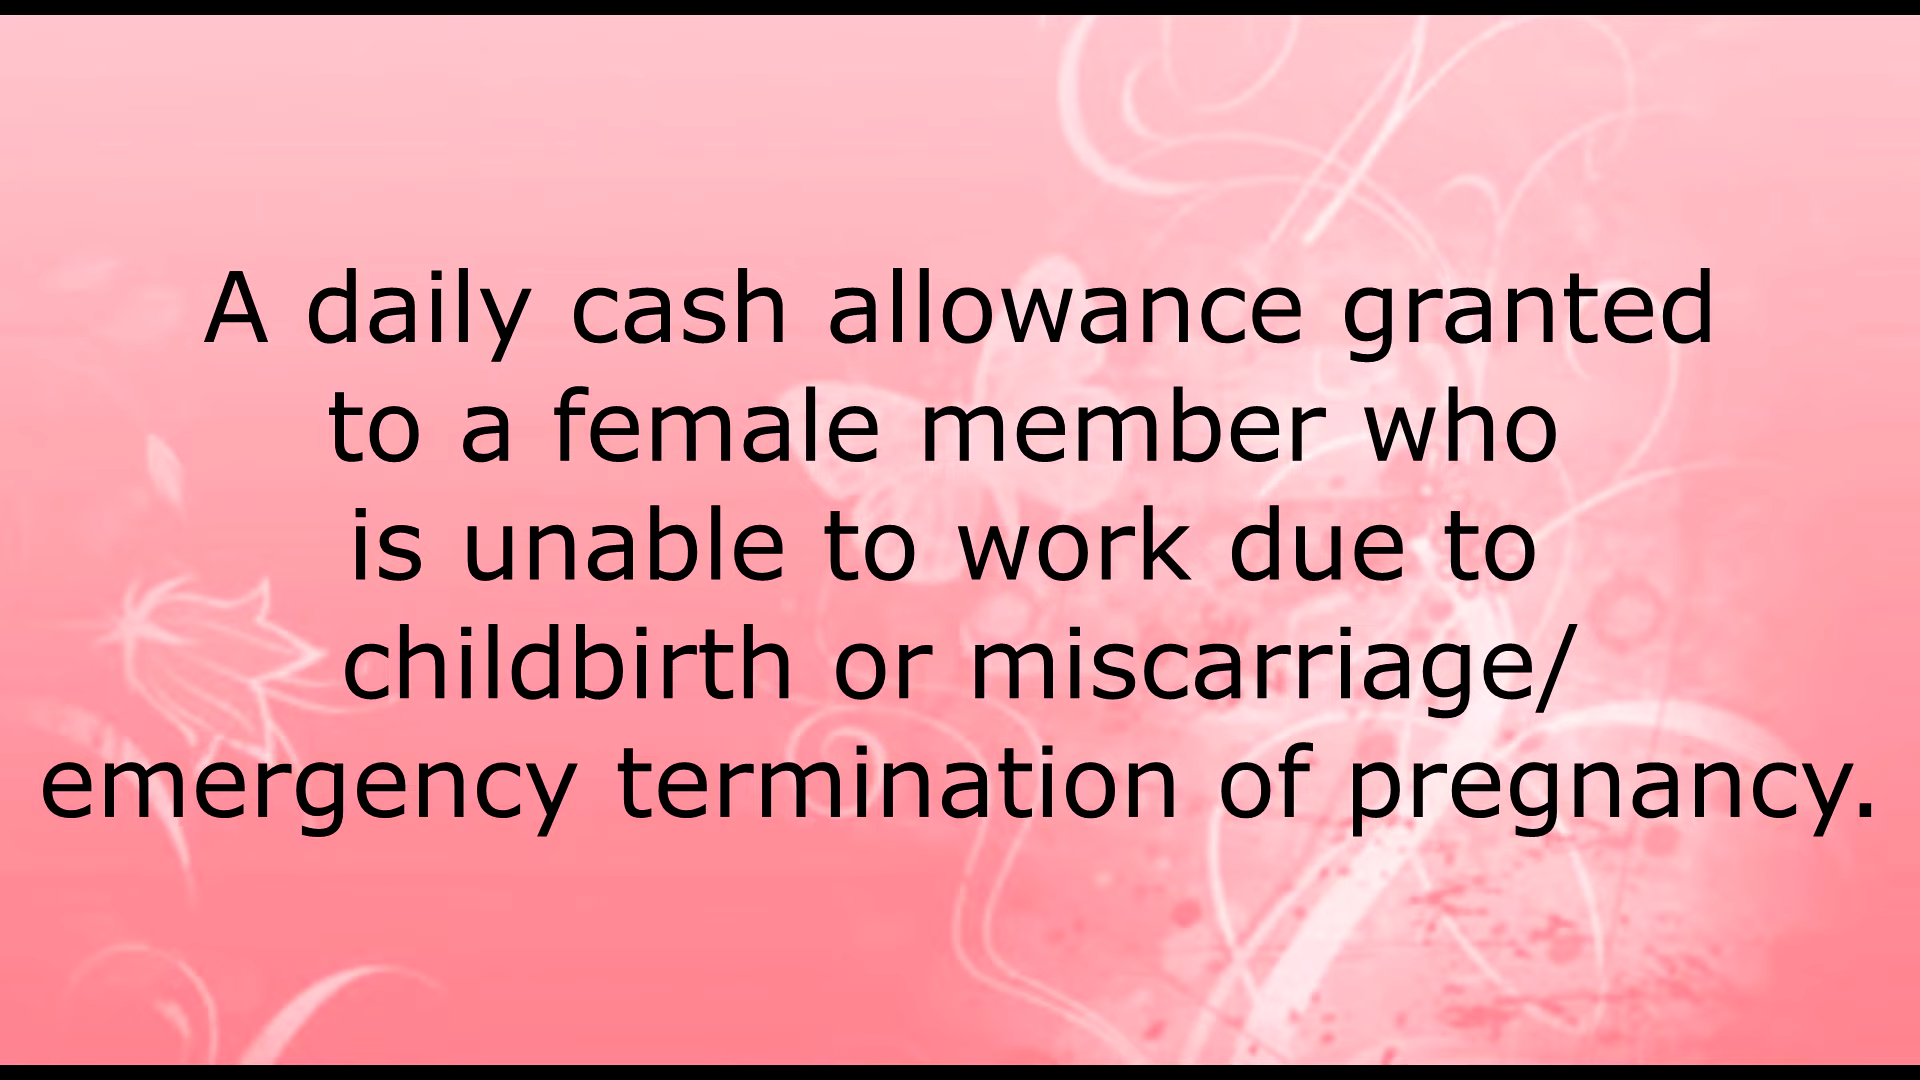 A daily cash allowance granted
to a female member who
is unable to work due to
childbirth or miscarriage/
emergency termination of pregnancy.